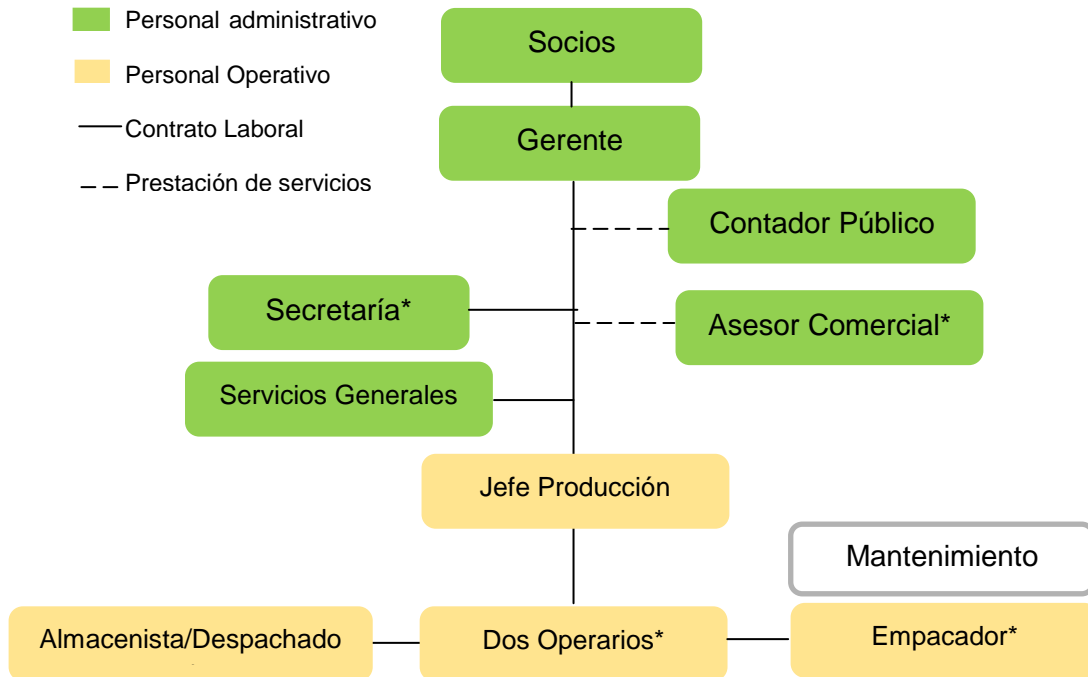 Personal administrativo
Personal Operativo
Contrato Laboral
Prestación de servicios
Socios
Gerente
Contador Público
Secretaría*
Asesor Comercial*
Servicios Generales
Jefe Producción
Mantenimiento
Almacenista/Despachado
Dos Operarios*
Empacador*